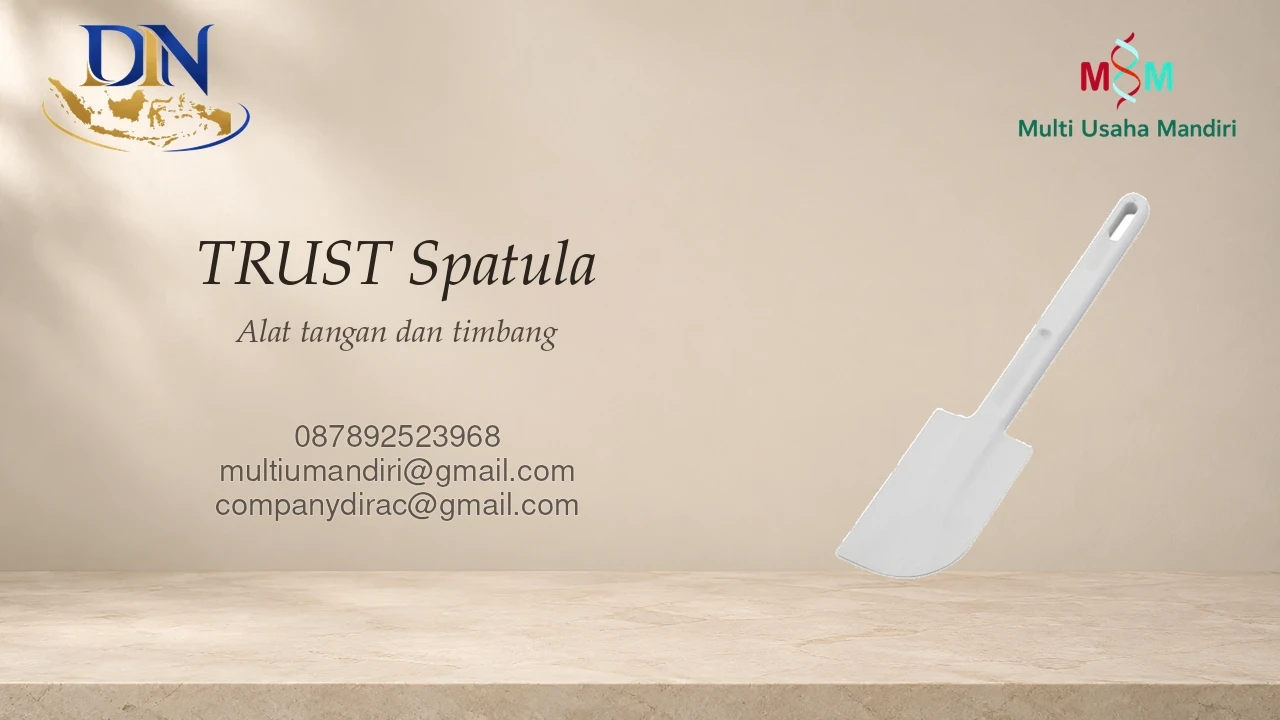 DN
MSM
Multi Usaha Mandiri
TRUST Spatula
Alat tangan dan timbang
087892523968
multiumandiri@gmail.com
companydirac@gmail.com